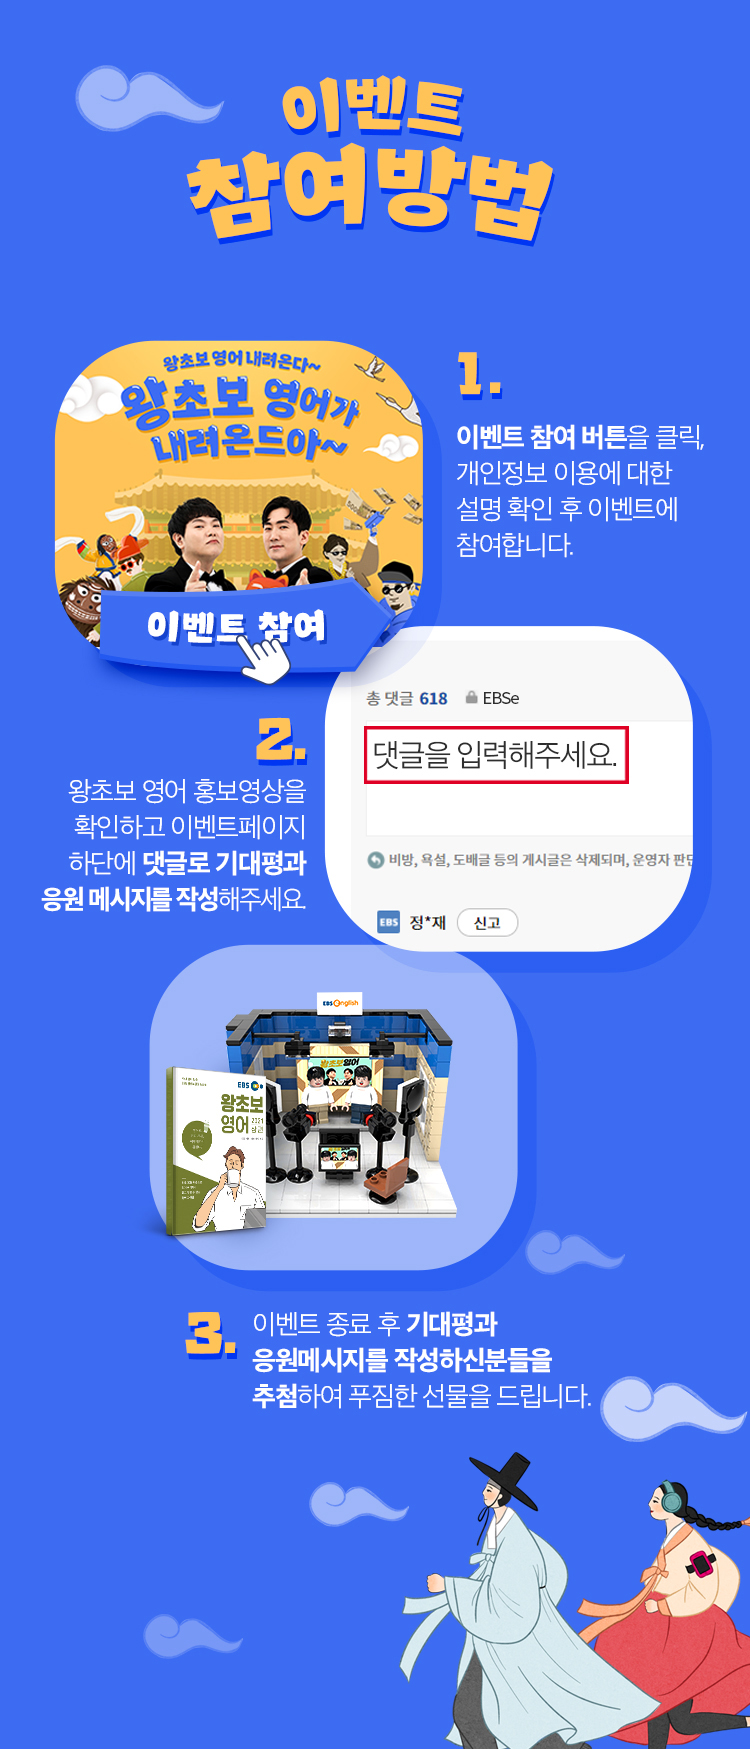 이벤트
참여방법
왕초보 영어 내려온다~
왕초보 영어가
내려온드아~
이벤트 참여
1.
이벤트 참여 버튼을 클릭,
개인정보 이용에 대한
설명 확인 후 이벤트에
참여합니다.
총 댓글 618 EBSe
댓글을 입력해주세요.
비방, 욕설, 도배글 등의 게시글은 삭제되며, 운영자 판단
EBS 정*재 신고
2.
왕초보 영어 홍보영상을
확인하고 이벤트페이지
하단에 댓글로 기대평과
응원 메시지를 작성해주세요.
EBS English
왕초보영어
EBS
왕초보
영어 2021
3.
이벤트 종료 후 기대평과
응원메시지를 작성하신분들을
추첨하여 푸짐한 선물을 드립니다.